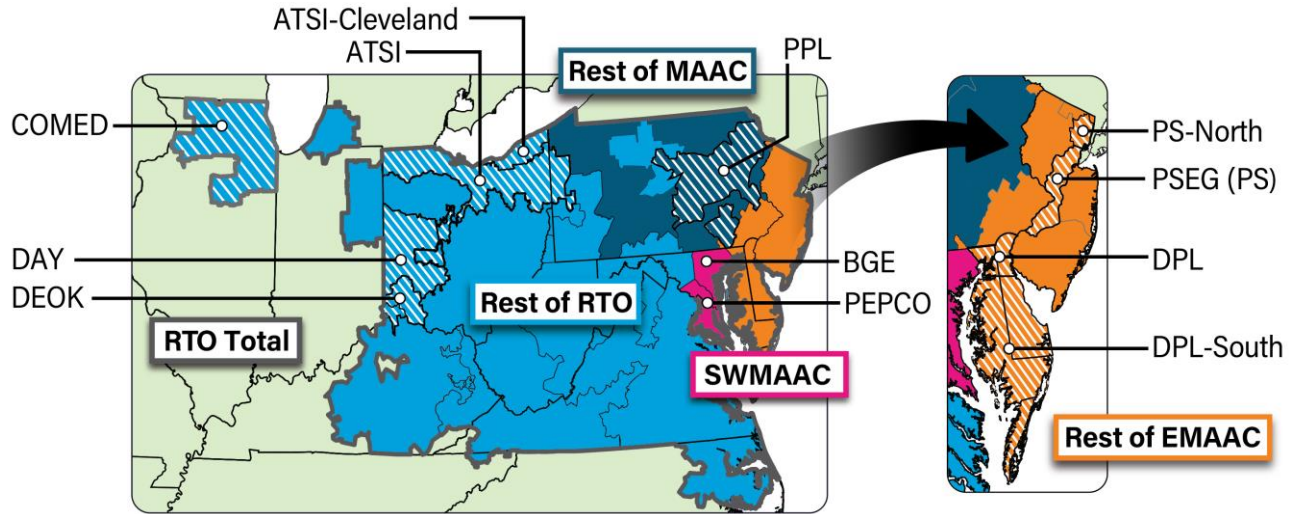 ATSI-Cleveland
ATSI
Rest of MAAC
PPL
COMED
PS-North
PSEG (PS)
DAY
BGE
DPL
DEOK
Rest of RTO
PEPCO
RTO Total
SWMAAC
DPL-South
Rest of EMAAC